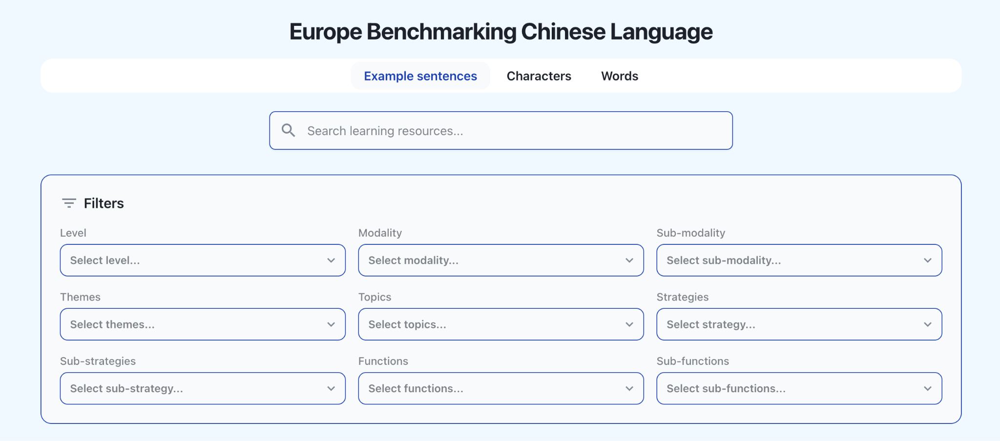 Europe Benchmarking Chinese Language
Example sentences Characters Words
Search learning resources...
Filters
Level Modality Sub-modality
Select level... Select modality... Select sub-modality...
Themes Topics Strategies
Select themes... Select topics... Select strategy...
Sub-strategies Functions Sub-functions
Select sub-strategy... Select functions... Select sub-functions...